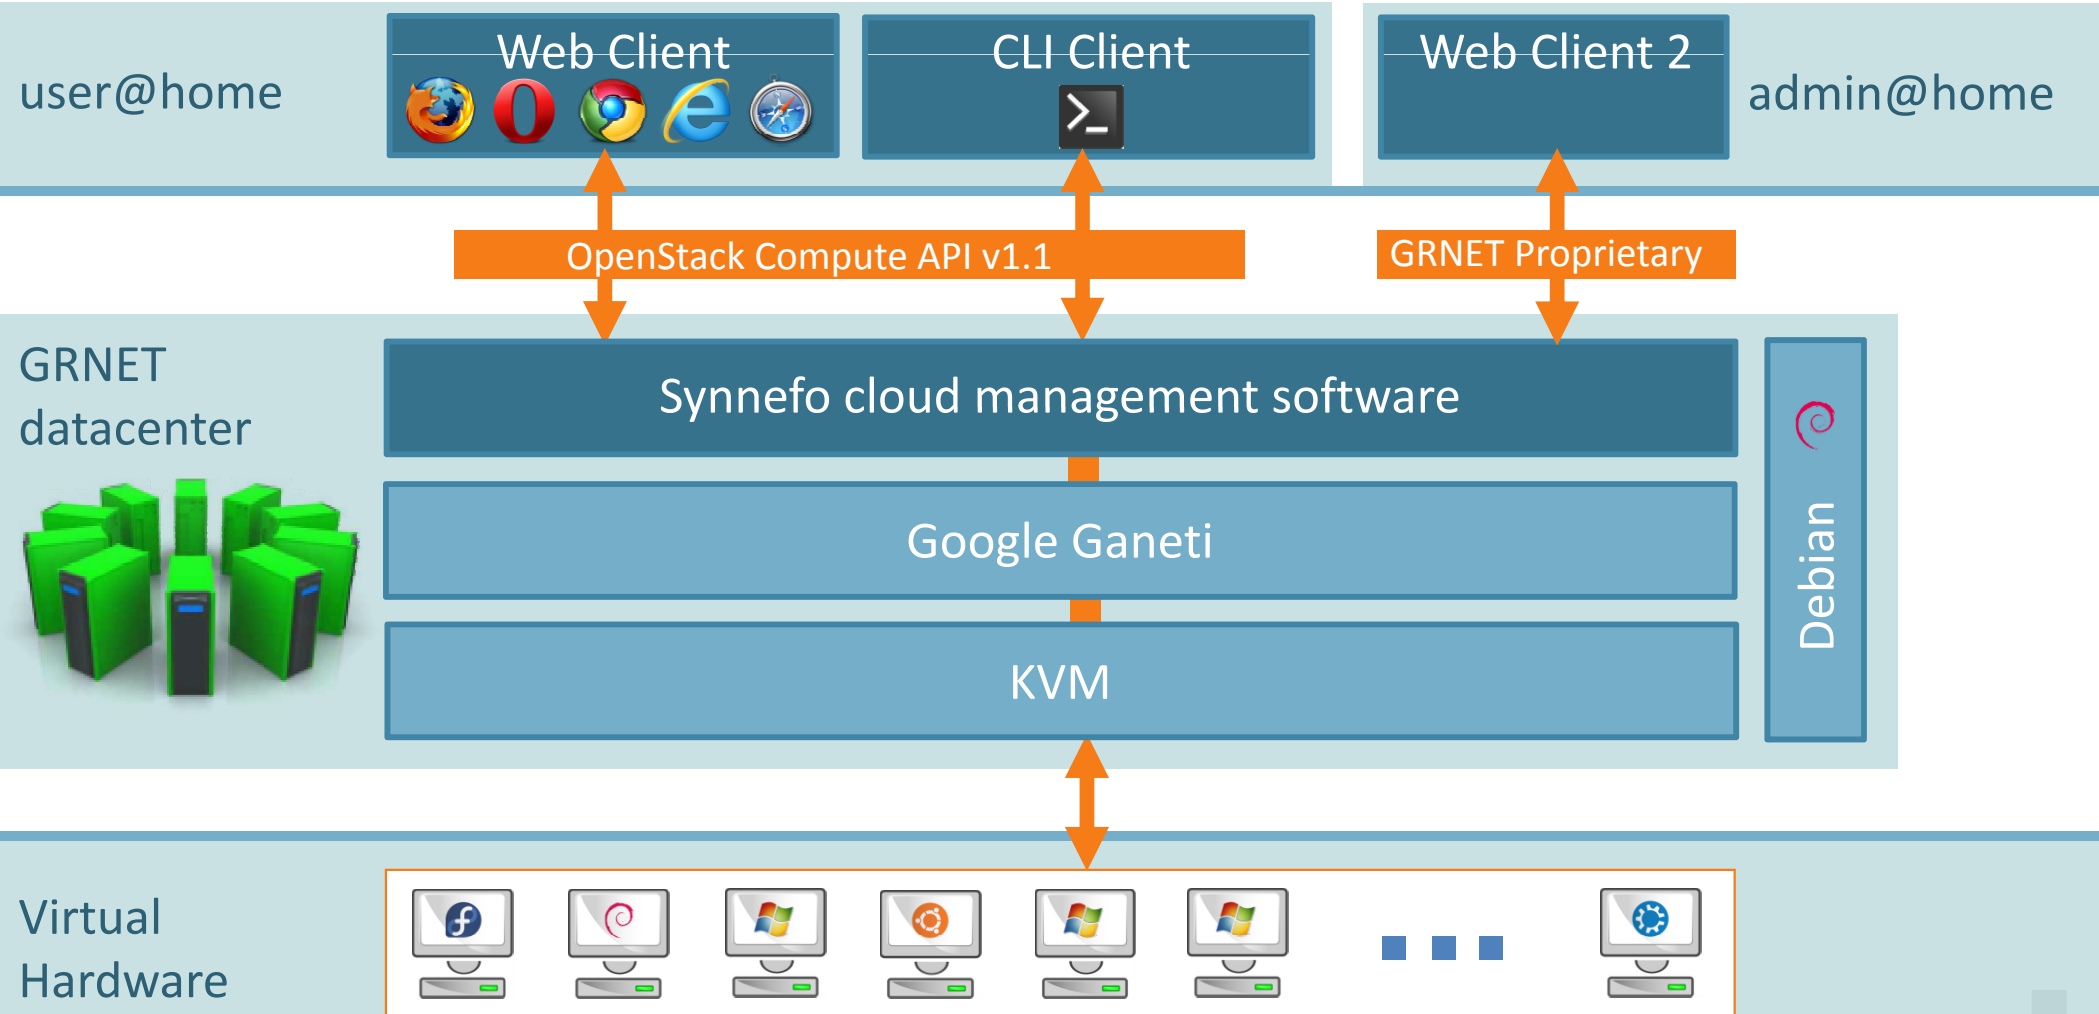 user@home
Web Client
CLI Client
>_
Web Client 2
admin@home
OpenStack Compute API v1.1
GRNET Proprietary
GRNET
datacenter
Synnefo cloud management software
Google Ganeti
KVM
Debian
Virtual
Hardware